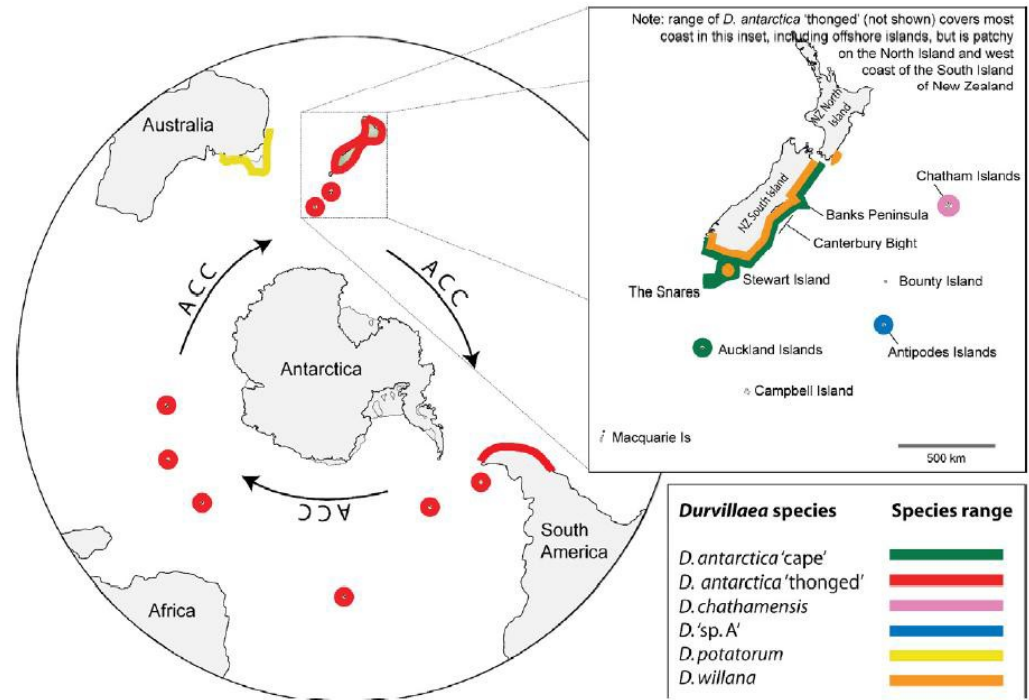 Note: range of D. antarctica 'thonged' (not shown) covers most
coast in this inset, including offshore islands, but is patchy
on the North Island and west
coast of the South Island
of New Zealand
NZ North
Island
NZ South Island
Chatham Islands
Banks Peninsula
Canterbury Bight
Stewart Island
Bounty Island
The Snares
Auckland Islands
Antipodes Islands
Campbell Island
Macquarie Is
500 km
Australia
ACC
ACC
Antarctica
ACC
South
America
Africa
Durvillaea species Species range
D. antarctica 'cape'
D. antarctica 'thonged'
D. chathamensis
D. 'sp. A'
D. potatorum
D. willana